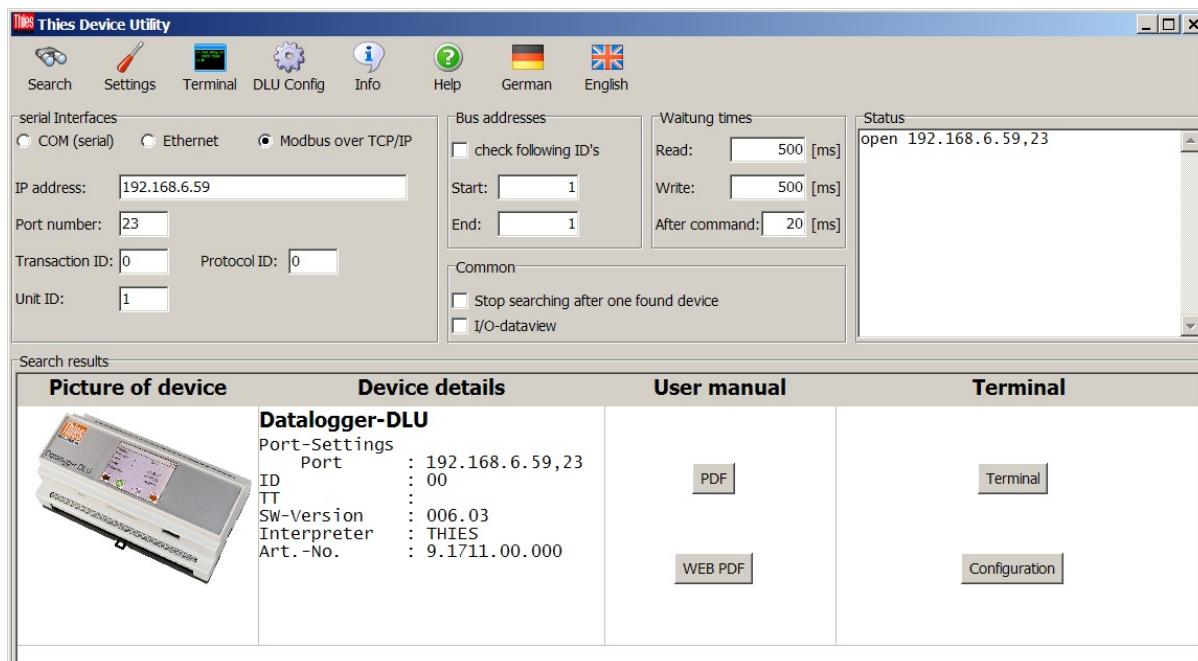 Thies Thies Device Utility
Search Settings Terminal DLU Config Info Help German English
serial Interfaces
COM (serial) Ethernet Modbus over TCP/IP
IP address: 192.168.6.59
Port number: 23
Transaction ID: 0 Protocol ID: 0
Unit ID: 1
Bus addresses
check following ID's
Start: 1
End: 1
Waitung times
Read: 500 [ms]
Write: 500 [ms]
After command: 20 [ms]
Common
Stop searching after one found device
I/O-dataview
Status
open 192.168.6.59,23
Search results
Picture of device Device details User manual Terminal
Thies
Datalogger DLU
Datalogger-DLU
Port-Settings
Port : 192.168.6.59,23
ID : 00
TT :
SW-Version : 006.03
Interpreter : THIES
Art.-No. : 9.1711.00.000
PDF
WEB PDF
Terminal
Configuration